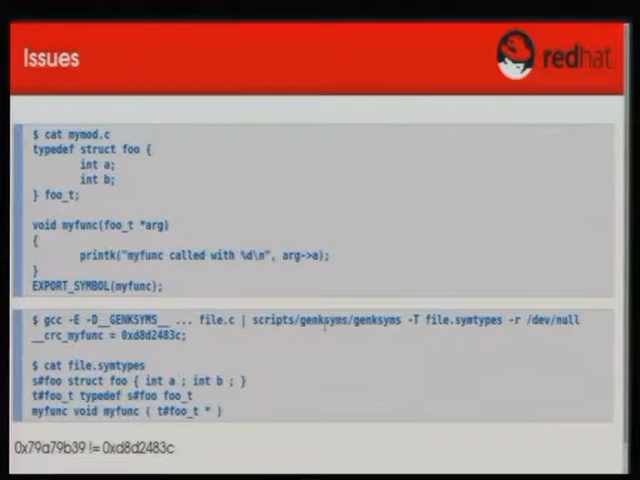 Issues
redhat
$ cat mymod.c
typedef struct foo {
int a;
int b;
} foo_t;
void myfunc(foo_t *arg)
{
printk("myfunc called with %d\n", arg->a);
}
EXPORT_SYMBOL(myfunc);
$ gcc -E -D__GENKSYMS__ ... file.c | scripts/genksyms/genksyms -T file.symtypes -r /dev/null
__crc_myfunc = 0xd8d2483c;
$ cat file.symtypes
s#foo struct foo { int a ; int b ; }
t#foo_t typedef s#foo foo_t
myfunc void myfunc ( t#foo_t * )
0x79a79b39 != 0xd8d2483c